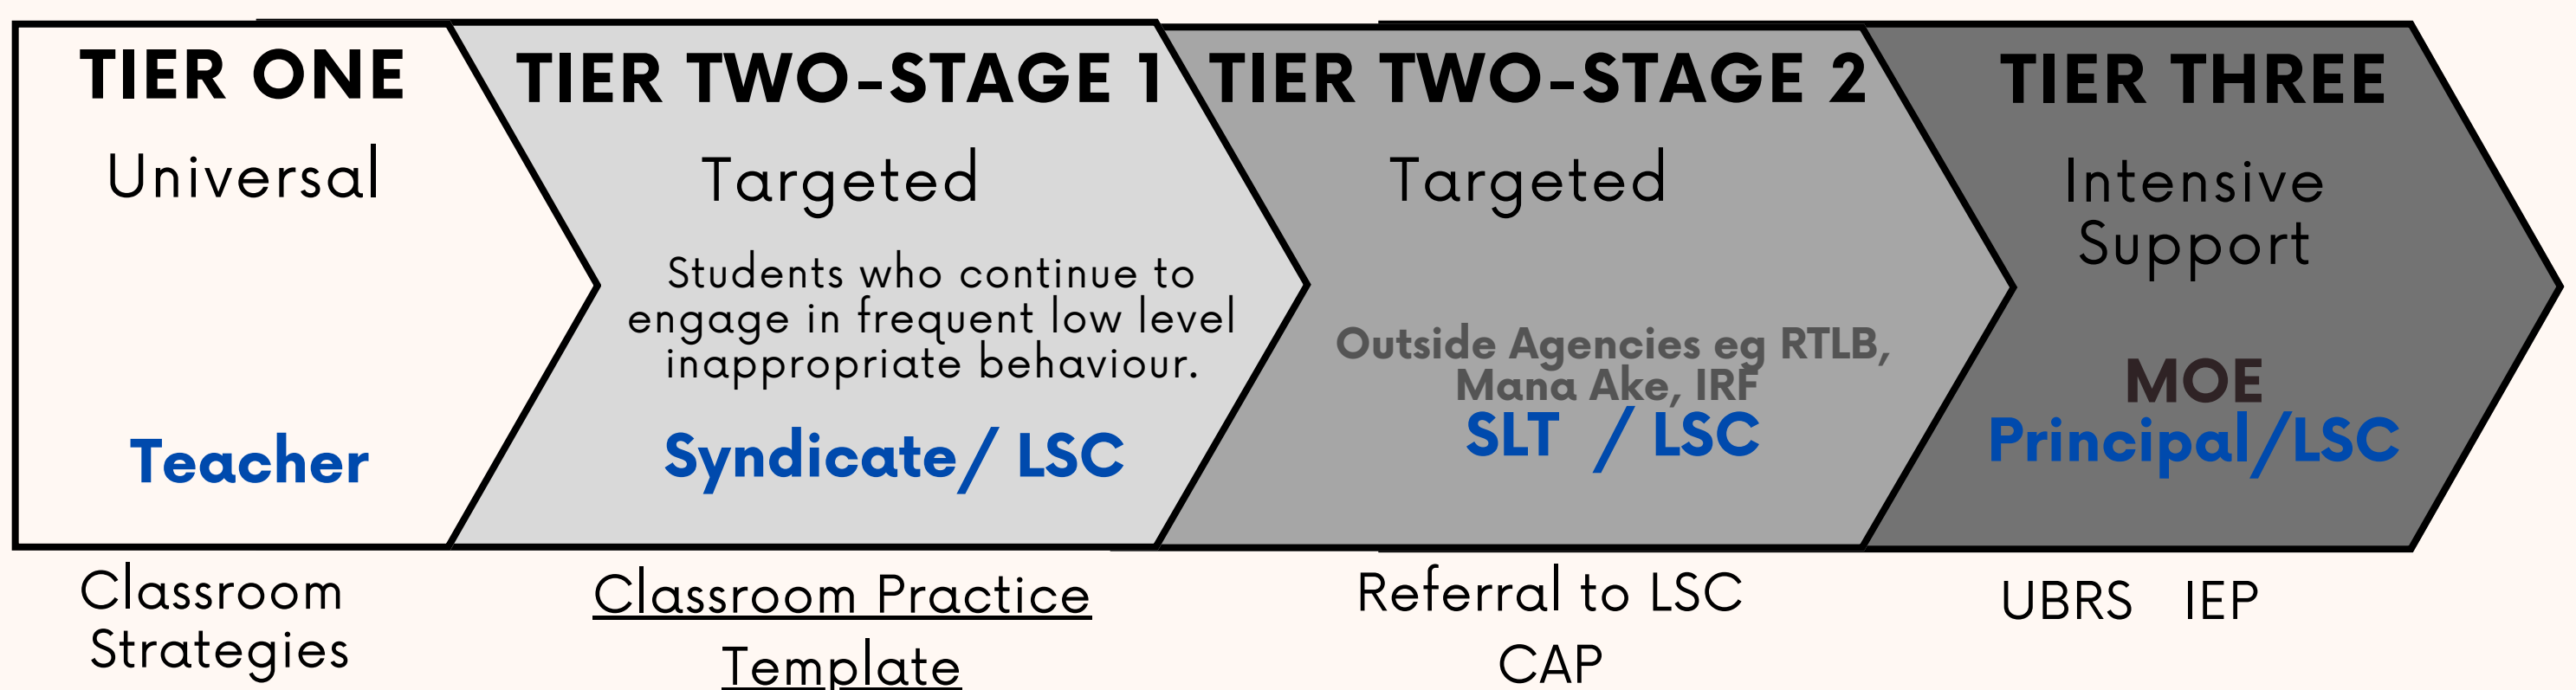 TIER ONE
Universal
Teacher
Classroom
Strategies
TIER TWO-STAGE 1
Targeted
Students who continue to
engage in frequent low level
inappropriate behaviour.
Syndicate/ LSC
Classroom Practice
Template
TIER TWO-STAGE 2
Targeted
Outside Agencies eg RTLB,
Mana Ake, IRF
SLT / LSC
Referral to LSC
CAP
TIER THREE
Intensive
Support
MOE
Principal/LSC
UBRS IEP